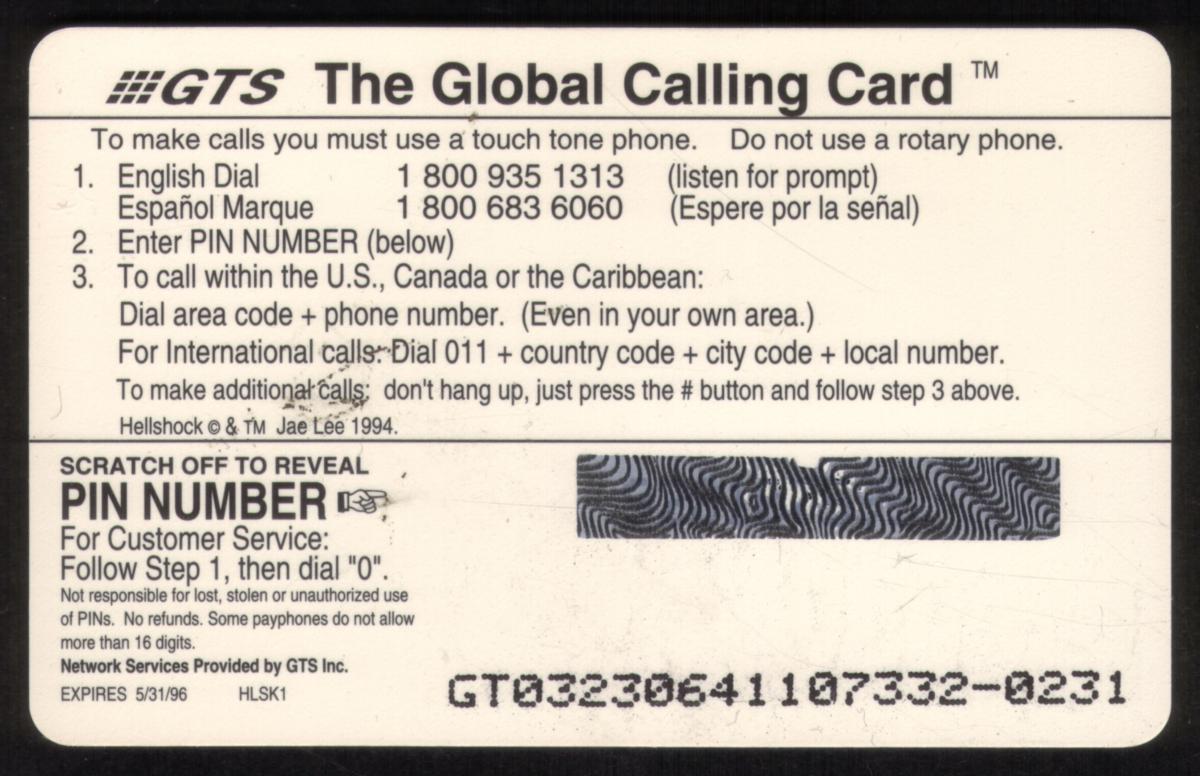 GTS The Global Calling Card ™
To make calls you must use a touch tone phone. Do not use a rotary phone.
1. English Dial 1 800 935 1313 (listen for prompt)
Español Marque 1 800 683 6060 (Espere por la señal)
2. Enter PIN NUMBER (below)
3. To call within the U.S., Canada or the Caribbean:
Dial area code + phone number. (Even in your own area.)
For International calls: Dial 011 + country code + city code + local number.
To make additional calls: don't hang up, just press the # button and follow step 3 above.
Hellshock © & TM Jae Lee 1994.
SCRATCH OFF TO REVEAL
PIN NUMBER
For Customer Service:
Follow Step 1, then dial "0".
Not responsible for lost, stolen or unauthorized use
of PINs. No refunds. Some payphones do not allow
more than 16 digits.
Network Services Provided by GTS Inc.
EXPIRES 5/31/96 HLSK1
GT03230641107332-0231